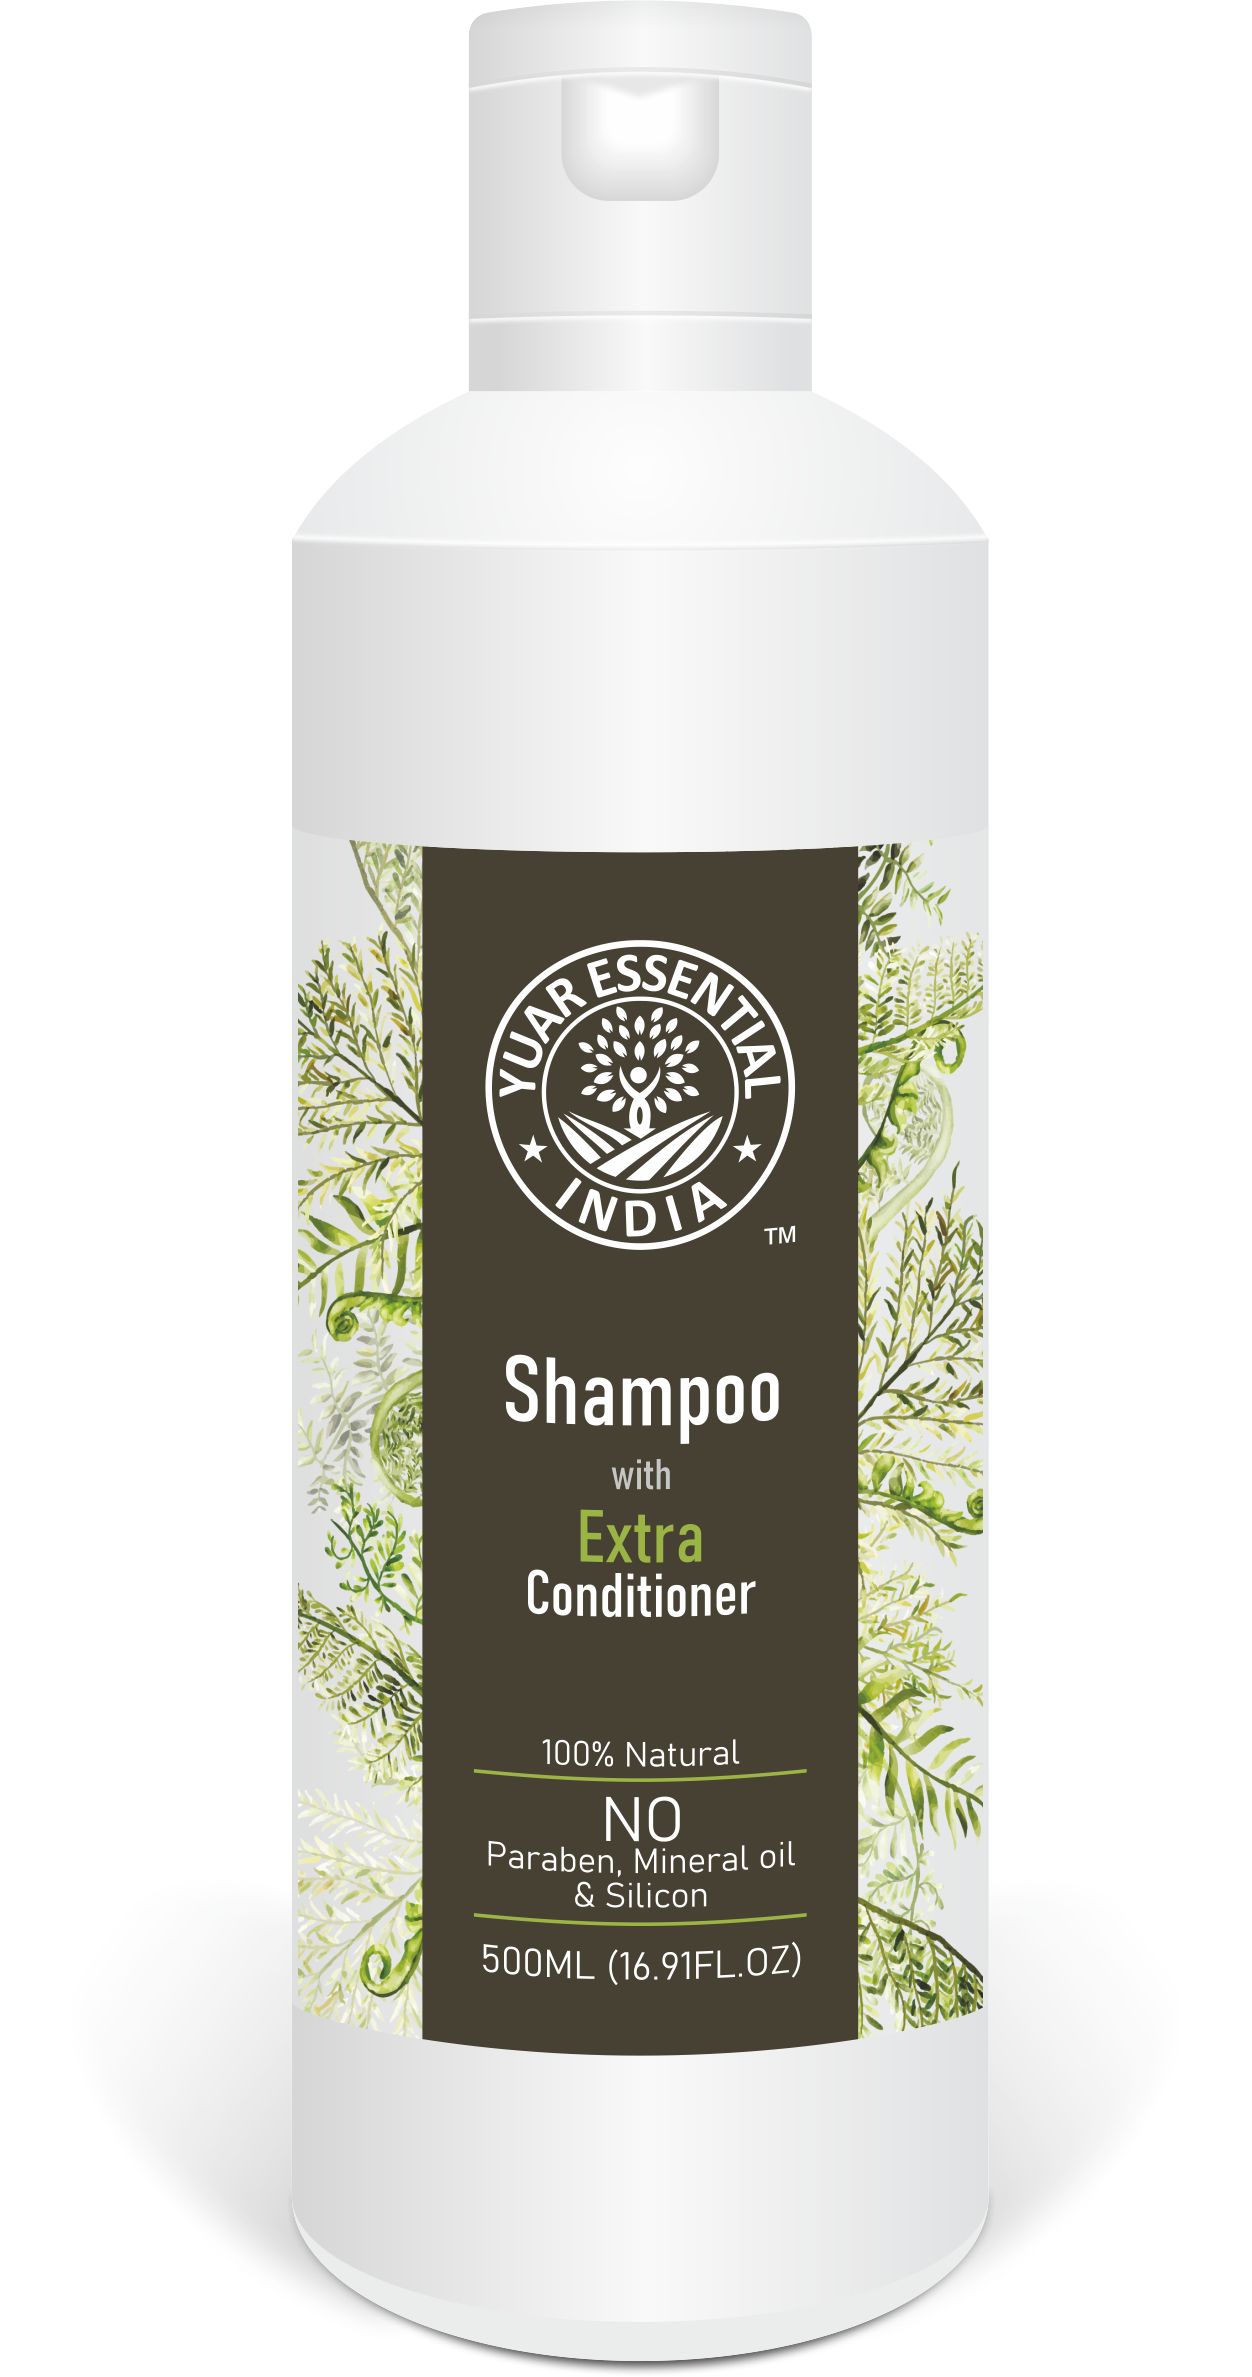 YUAR ESSENTIAL
INDIA
TM
Shampoo
with
Extra
Conditioner
100% Natural
NO
Paraben, Mineral oil
& Silicon
500ML (16.91FL.OZ)